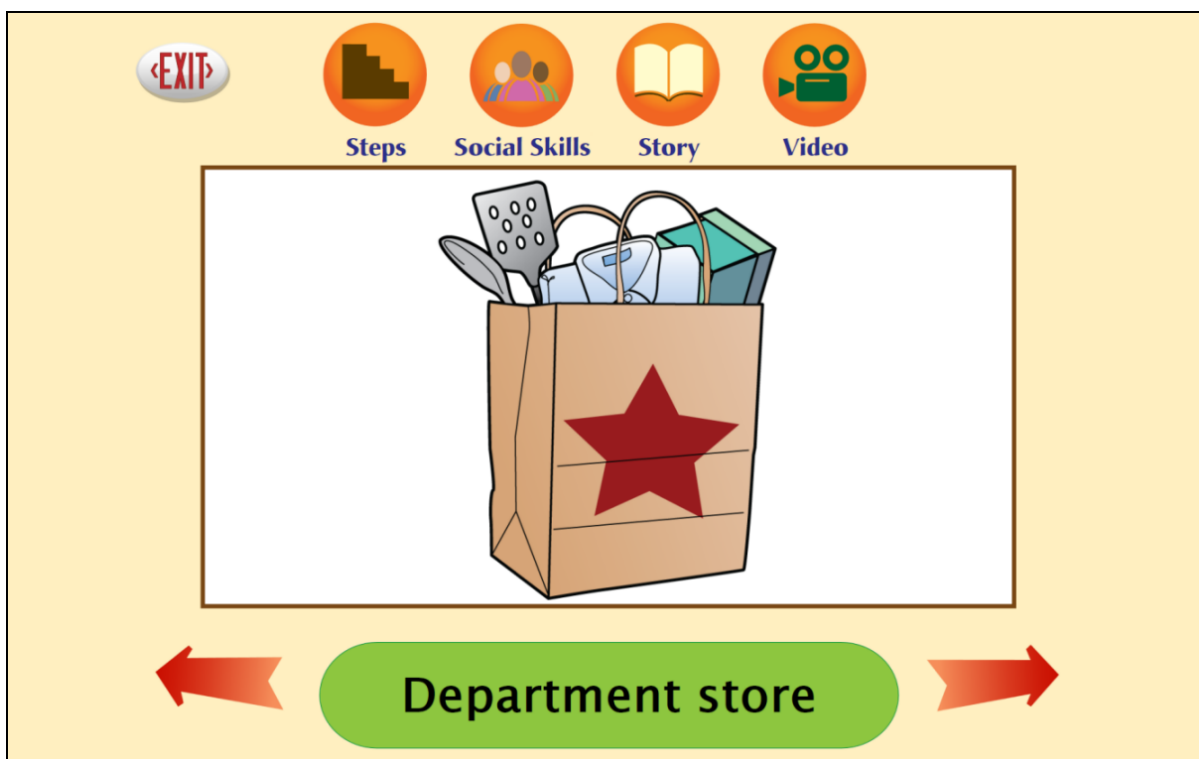 ‹EXIT›
Steps
Social Skills
Story
Video
Department store